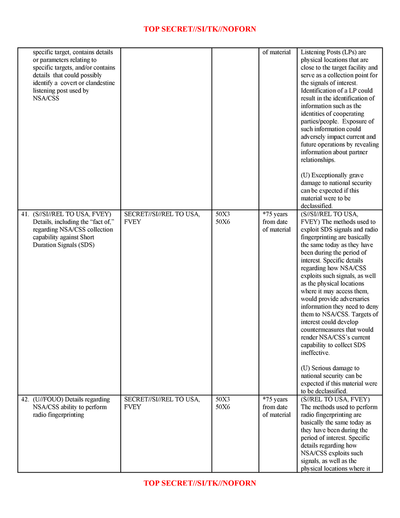 TOP SECRET//SI/TK//NOFORN
specific target, contains details
or parameters relating to
specific targets, and/or contains
details that could possibly
identify a covert or clandestine
listening post used by
NSA/CSS
of material
Listening Posts (LPs) are
physical locations that are
close to the target facility and
serve as a collection point for
the signals of interest.
Identification of a LP could
result in the identification of
information such as the
identities of cooperating
parties/people. Exposure of
such information could
adversely impact current and
future operations by revealing
information about partner
relationships.
(U) Exceptionally grave
damage to national security
can be expected if this
material were to be
declassified.
41. (S//SI//REL TO USA, FVEY)
Details, including the “fact of,”
regarding NSA/CSS collection
capability against Short
Duration Signals (SDS)
SECRET//SI//REL TO USA,
FVEY
50X3
50X6
*75 years
from date
of material
(S//SI//REL TO USA,
FVEY) The methods used to
exploit SDS signals and radio
fingerprinting are basically
the same today as they have
been during the period of
interest. Specific details
regarding how NSA/CSS
exploits such signals, as well
as the physical locations
where it may access them,
would provide adversaries
information they need to deny
them to NSA/CSS. Targets of
interest could develop
countermeasures that would
render NSA/CSS's current
capability to collect SDS
ineffective.
(U) Serious damage to
national security can be
expected if this material were
to be declassified.
42. (U//FOUO) Details regarding
NSA/CSS ability to perform
radio fingerprinting
SECRET//SI//REL TO USA,
FVEY
50X3
50X6
*75 years
from date
of material
(S//REL TO USA, FVEY)
The methods used to perform
radio fingerprinting are
basically the same today as
they have been during the
period of interest. Specific
details regarding how
NSA/CSS exploits such
signals, as well as the
physical locations where it
TOP SECRET//SI/TK//NOFORN